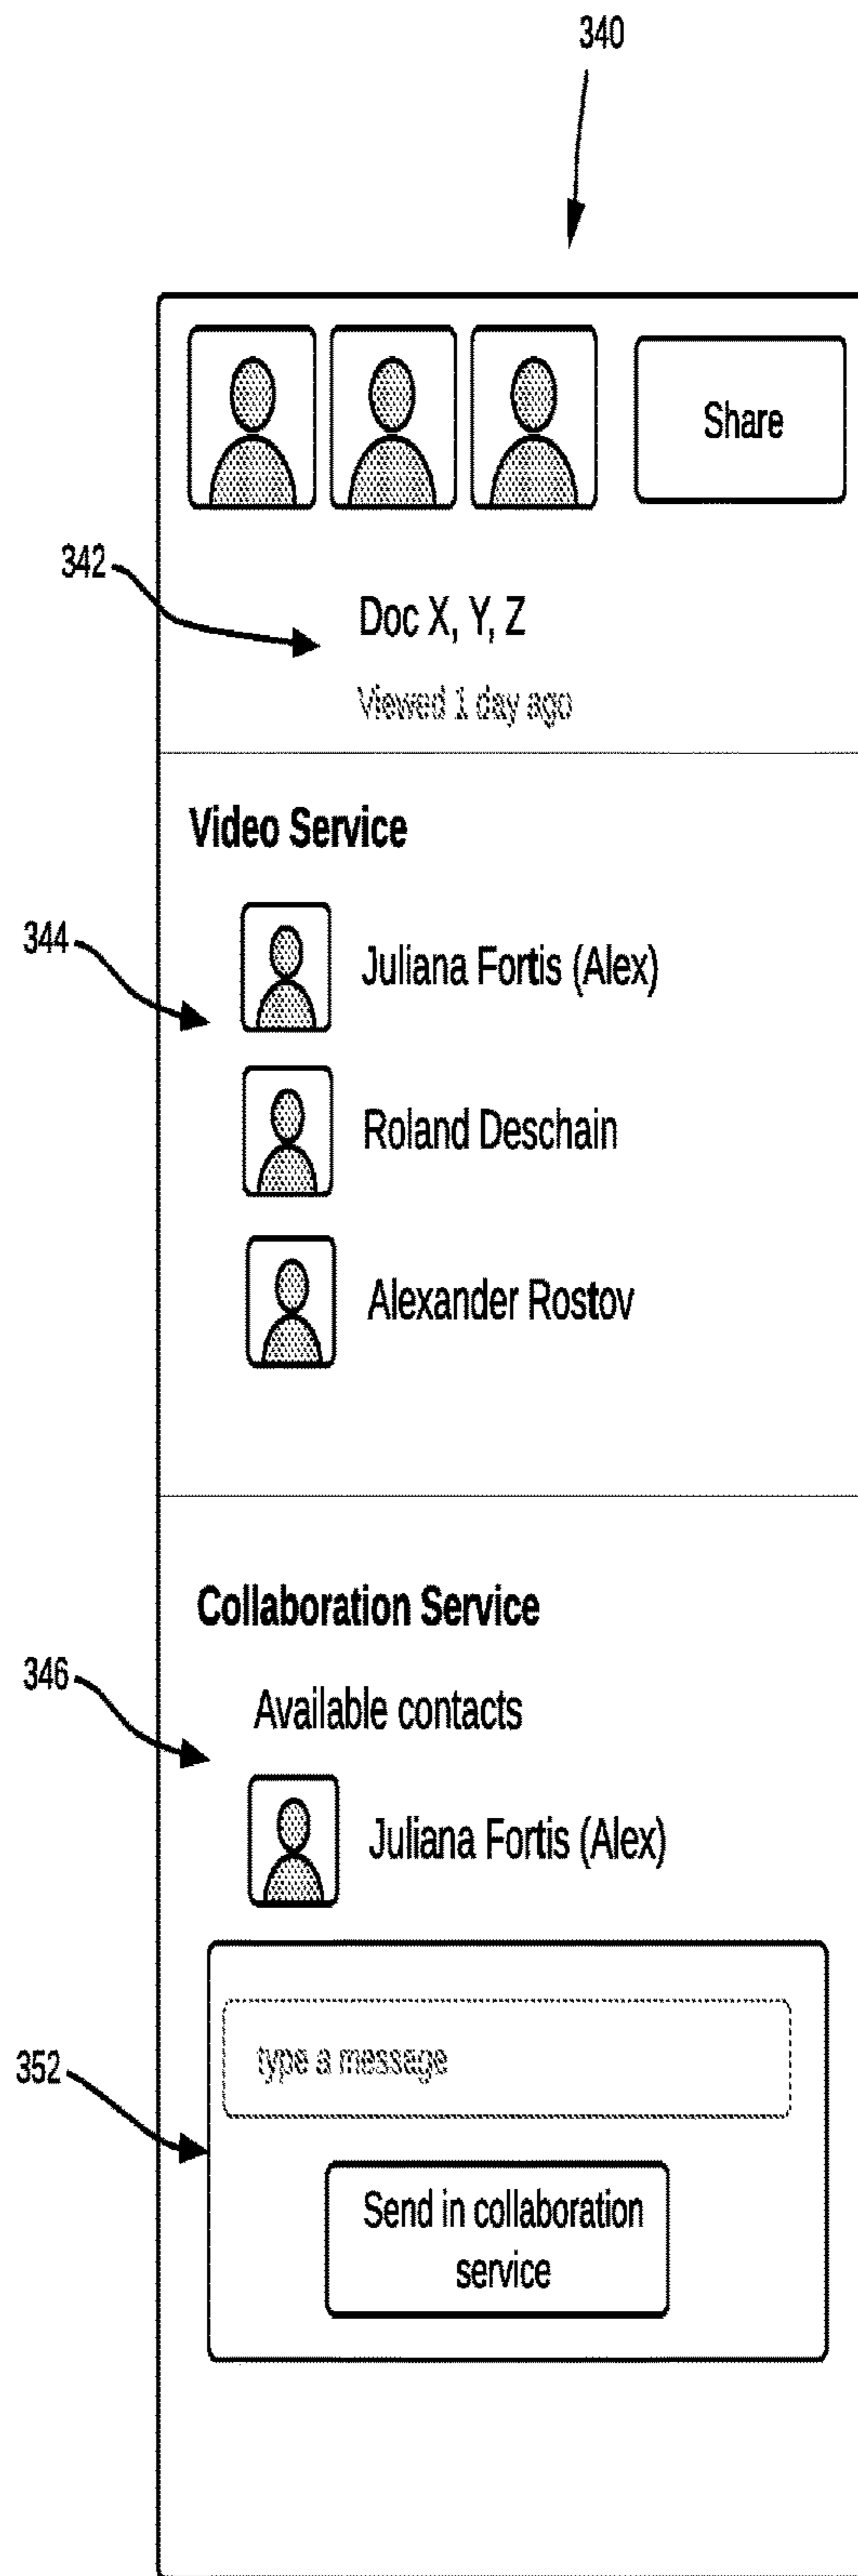 340
Share
342
Doc X, Y, Z
Viewed 1 day ago
Video Service
344
Juliana Fortis (Alex)
Roland Deschain
Alexander Rostov
Collaboration Service
346
Available contacts
Juliana Fortis (Alex)
type a message
352
Send in collaboration
service